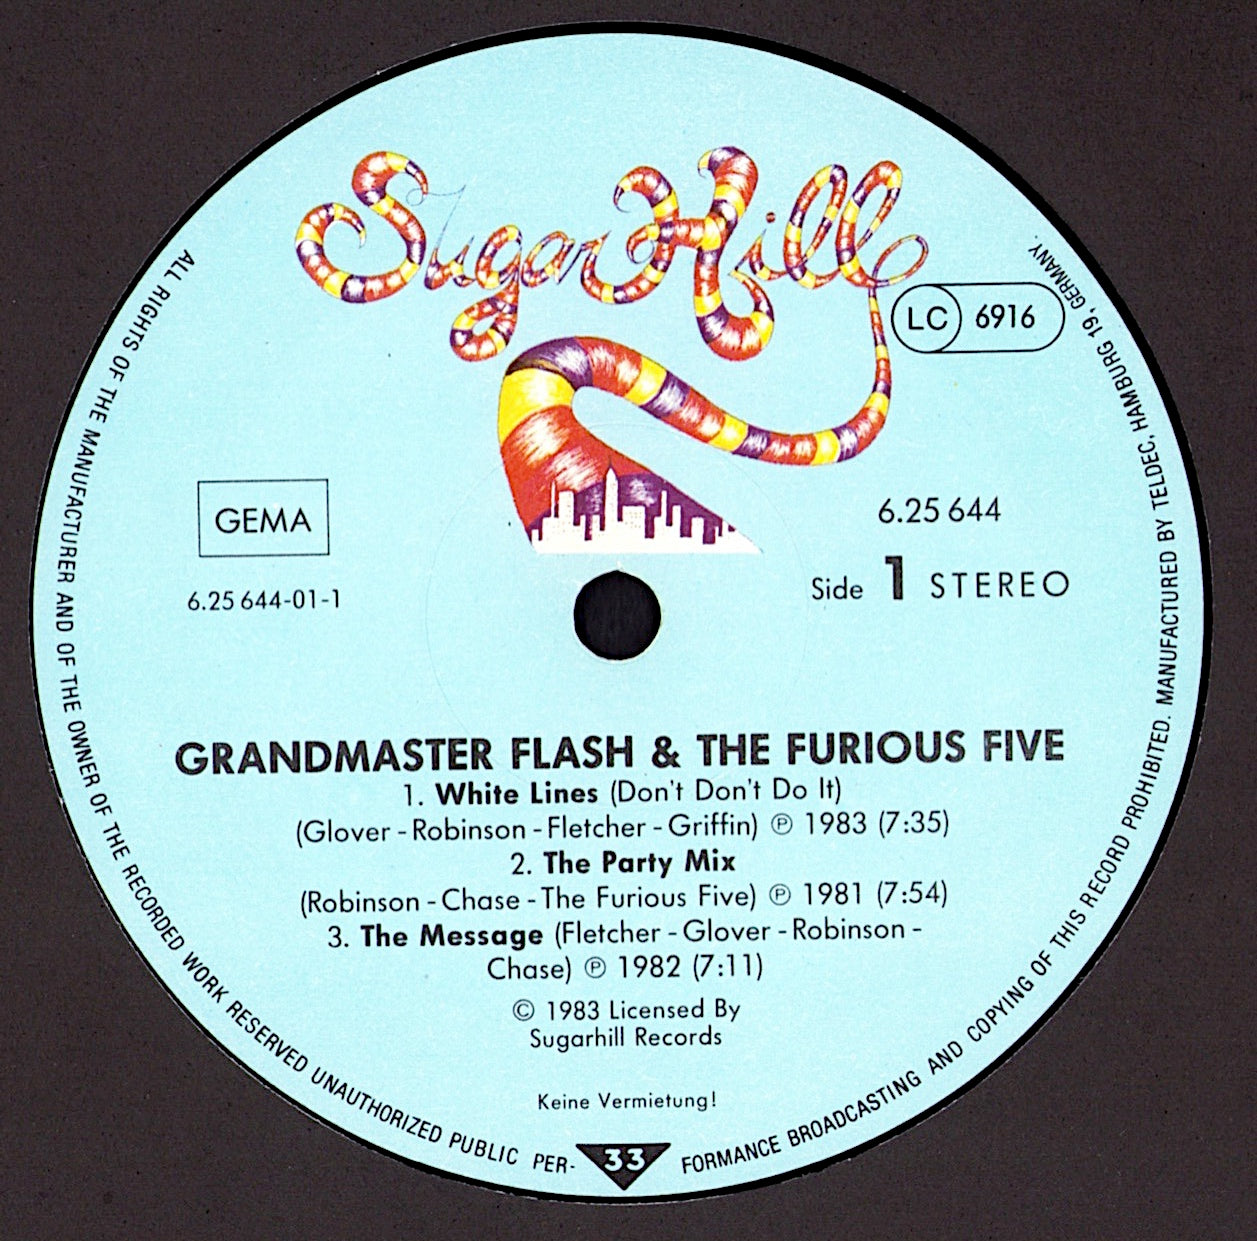 Sugar Hill
LC 6916
GEMA
6.25 644-01-1
6.25 644
Side 1 STEREO
GRANDMASTER FLASH & THE FURIOUS FIVE
1. White Lines (Don't Don't Do It)
(Glover - Robinson - Fletcher - Griffin) ℗ 1983 (7:35)
2. The Party Mix
(Robinson - Chase - The Furious Five) ℗ 1981 (7:54)
3. The Message (Fletcher - Glover - Robinson -
Chase) ℗ 1982 (7:11)
© 1983 Licensed By
Sugarhill Records
Keine Vermietung!
33
ALL RIGHTS OF THE MANUFACTURER AND OF THE OWNER OF THE RECORDED WORK RESERVED UNAUTHORIZED PUBLIC PER-
FORMANCE BROADCASTING AND COPYING OF THIS RECORD PROHIBITED. MANUFACTURED BY TELDEC, HAMBURG 19, GERMANY